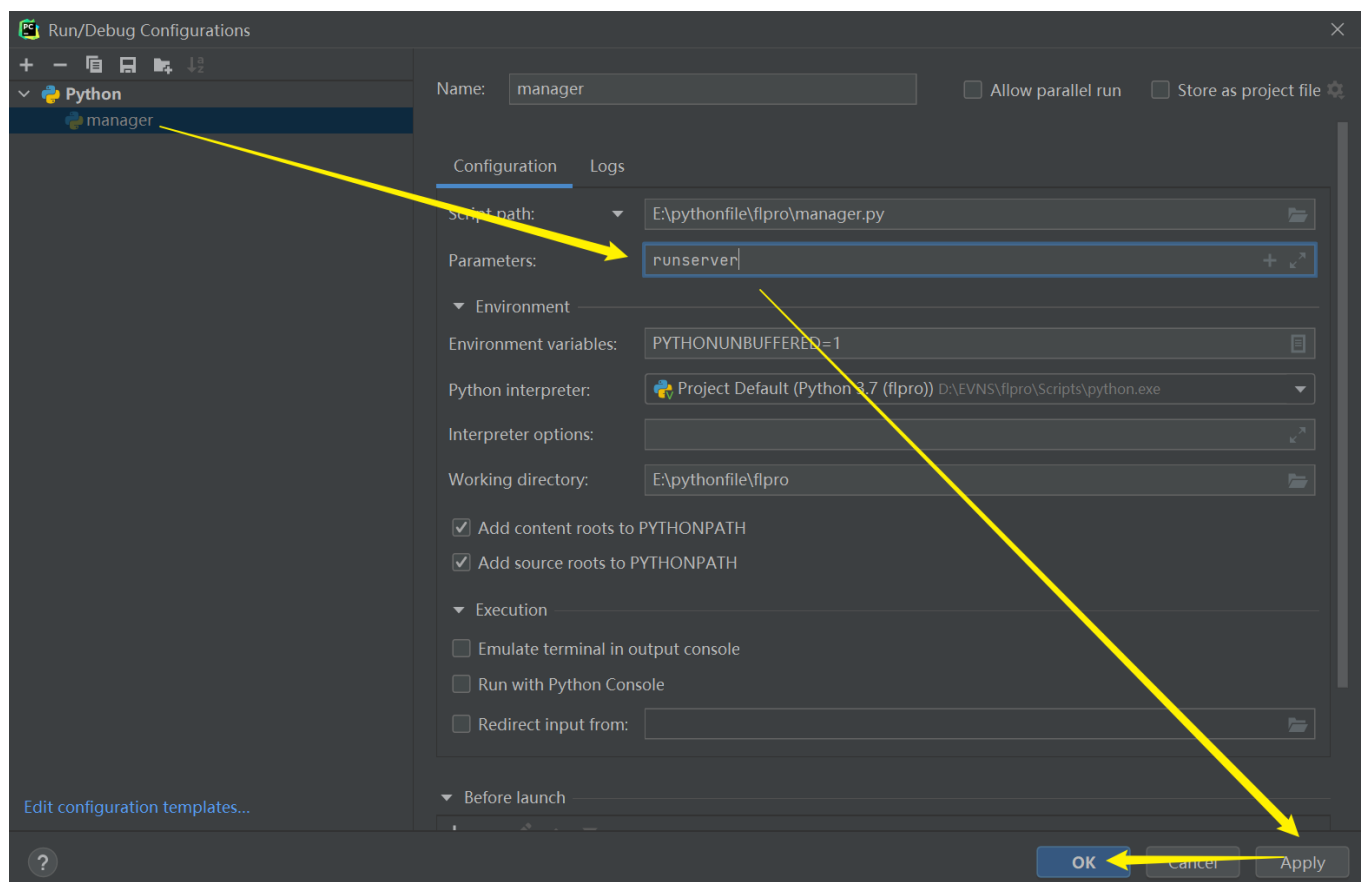 Run/Debug Configurations
Python
manager
Name: manager
Allow parallel run
Store as project file
Configuration Logs
Script path: E:\pythonfile\flpro\manager.py
Parameters: runserver
Environment
Environment variables: PYTHONUNBUFFERED=1
Python interpreter: Project Default (Python 3.7 (flpro)) D:\EVNS\flpro\Scripts\python.exe
Interpreter options:
Working directory: E:\pythonfile\flpro
Add content roots to PYTHONPATH
Add source roots to PYTHONPATH
Execution
Emulate terminal in output console
Run with Python Console
Redirect input from:
Before launch
Edit configuration templates...
? OK Cancel Apply